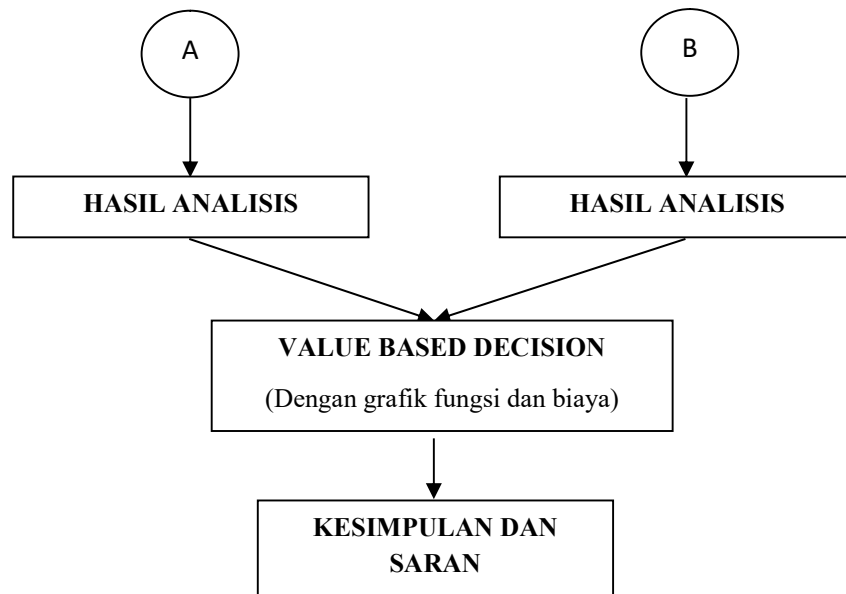 A
B
HASIL ANALISIS
HASIL ANALISIS
VALUE BASED DECISION
(Dengan grafik fungsi dan biaya)
KESIMPULAN DAN
SARAN